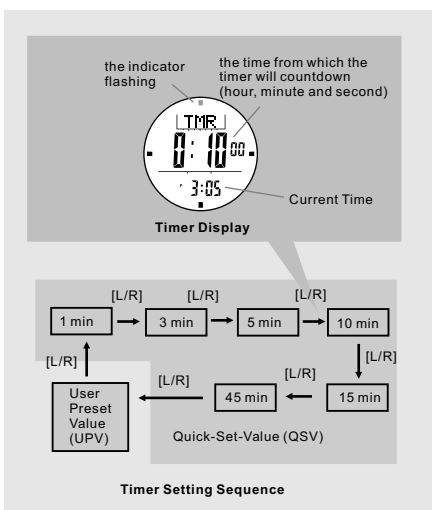 the indicator
flashing
the time from which the
timer will countdown
(hour, minute and second)
TMR
0:10 00
3:05
Current Time
Timer Display
[L/R] [L/R] [L/R]
1 min 3 min 5 min 10 min
[L/R] [L/R]
[L/R] [L/R]
User
Preset
Value
(UPV)
45 min 15 min
Quick-Set-Value (QSV)
Timer Setting Sequence